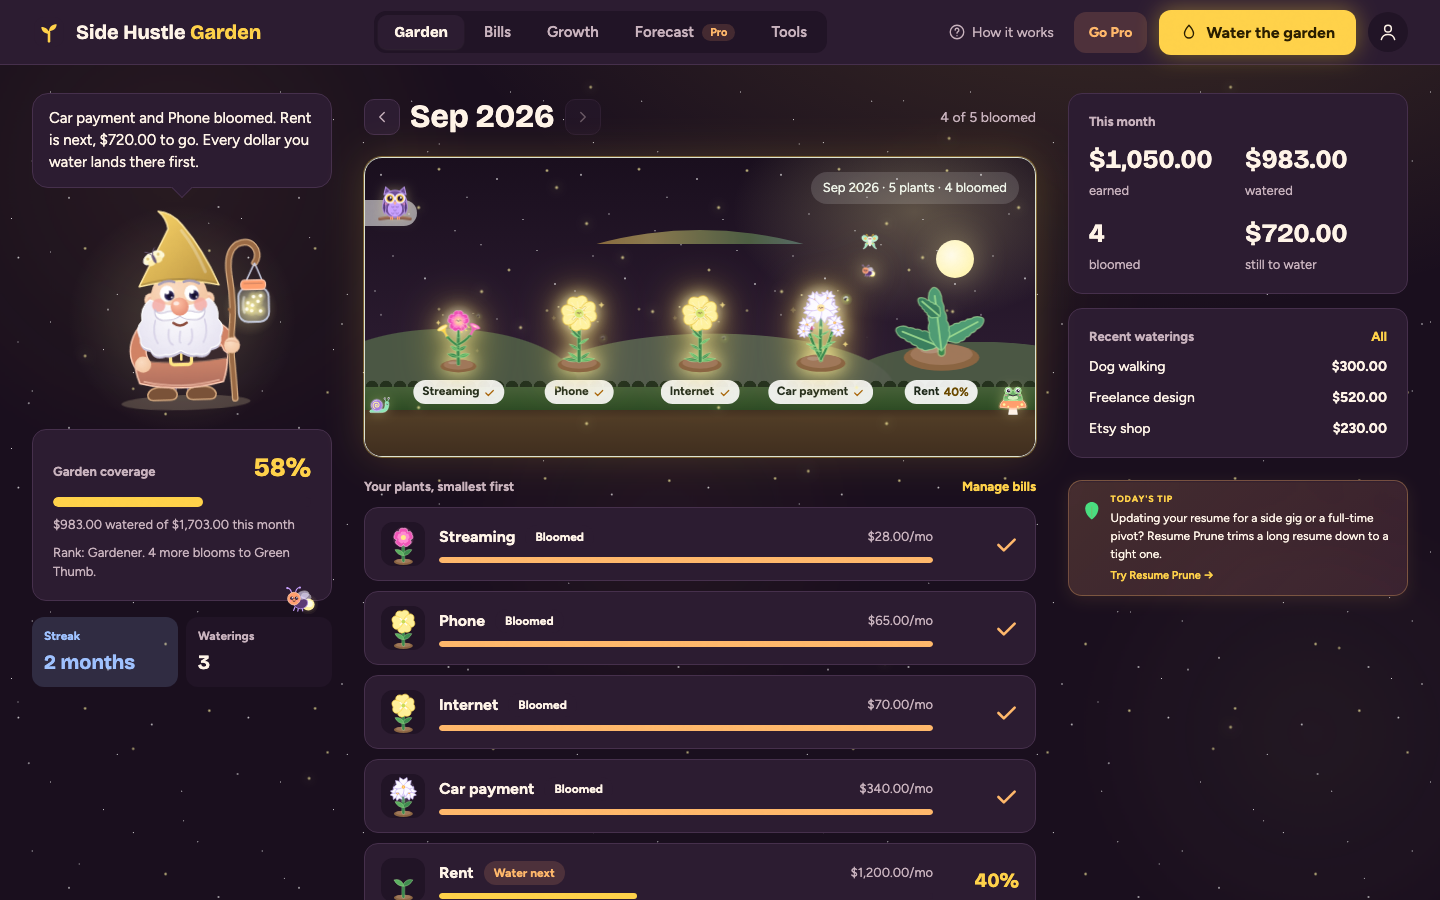 Side Hustle Garden
Garden
Bills
Growth
Forecast Pro
Tools
How it works
Go Pro
Water the garden
Car payment and Phone bloomed. Rent
is next, $720.00 to go. Every dollar you
water lands there first.
Garden coverage
58%
$983.00 watered of $1,703.00 this month
Rank: Gardener. 4 more blooms to Green
Thumb.
Streak
2 months
Waterings
3
Sep 2026
4 of 5 bloomed
Sep 2026 · 5 plants · 4 bloomed
Streaming
Phone
Internet
Car payment
Rent 40%
Your plants, smallest first
Manage bills
Streaming Bloomed $28.00/mo
Phone Bloomed $65.00/mo
Internet Bloomed $70.00/mo
Car payment Bloomed $340.00/mo
Rent Water next $1,200.00/mo
40%
This month
$1,050.00
earned
$983.00
watered
4
bloomed
$720.00
still to water
Recent waterings All
Dog walking $300.00
Freelance design $520.00
Etsy shop $230.00
TODAY'S TIP
Updating your resume for a side gig or a full-time
pivot? Resume Prune trims a long resume down to a
tight one.
Try Resume Prune →